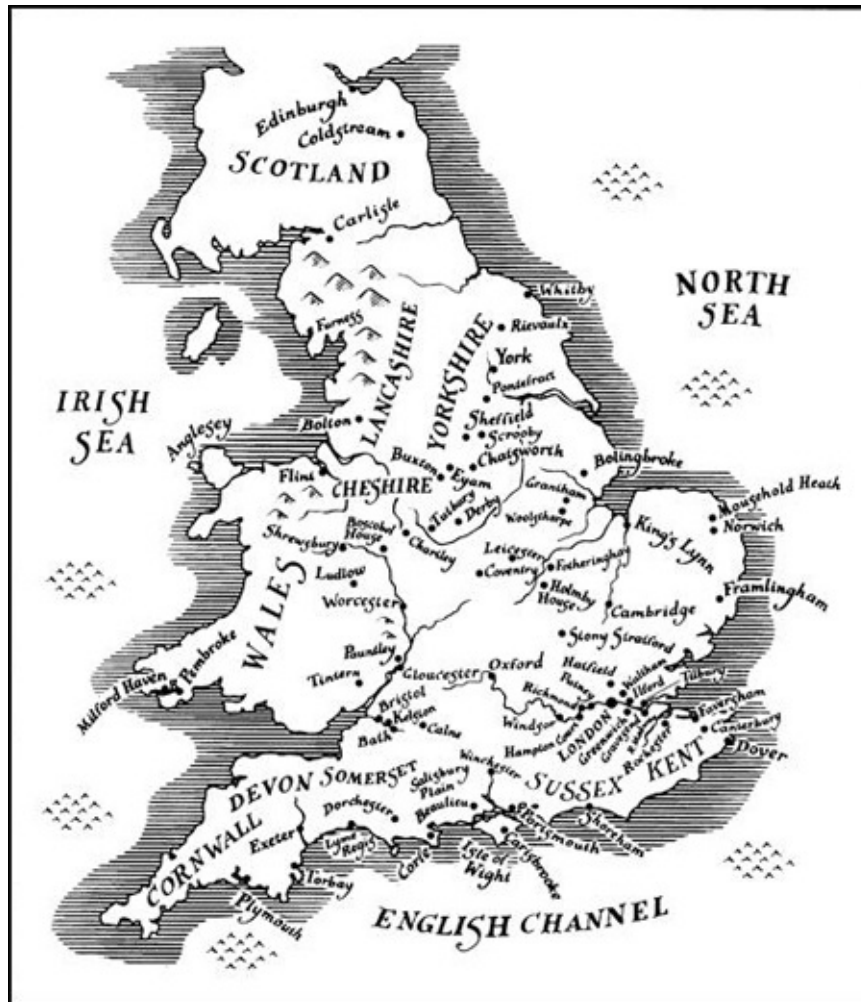 Edinburgh
Coldstream
SCOTLAND
Carlisle
Whitby
NORTH
SEA
Furness
LANCASHIRE
YORKSHIRE
Rievaulx
York
Pontefract
IRISH
SEA
Bolton
Sheffield
Scrooby
Anglesey
Flint
CHESHIRE
Buxton
Eyam
Chatsworth
Bolingbroke
Grantham
Woolsthorpe
Tutbury
Derby
Mousehold Heath
Norwich
King's Lynn
Boscobel
House
Shrewsbury
Chartley
Leicester
Fotheringhay
Coventry
Holmby
House
Ludlow
Worcester
WALES
Cambridge
Framlingham
Stony Stratford
Pauntley
Gloucester
Oxford
Tintern
Milford Haven
Pembroke
Hatfield
Putney
Waltham
Ilford
Tilbury
Richmond
Windsor
Hampton Court
LONDON
Greenwich
Gravesend
Rochester
Faversham
Canterbury
Dover
KENT
SUSSEX
Bristol
Kelston
Bath
Calne
DEVON
SOMERSET
Salisbury
Plain
Winchester
CORNWALL
Exeter
Dorchester
Beaulieu
Lyme
Regis
Corfe
Isle of
Wight
Carisbrooke
Portsmouth
Shoreham
Torbay
Plymouth
ENGLISH CHANNEL